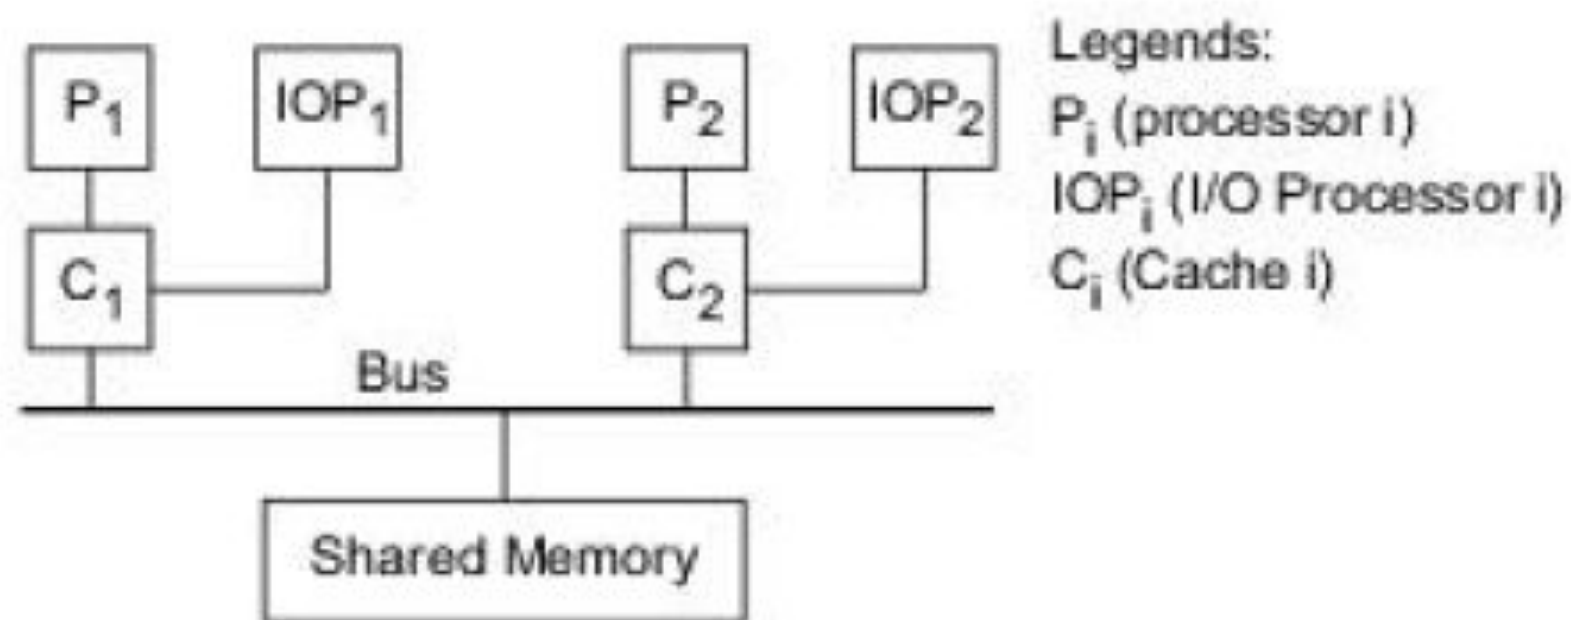 P1
IOP1
P2
IOP2
C1
C2
Bus
Shared Memory
Legends:
Pi (processor i)
IOPi (I/O Processor i)
Ci (Cache i)